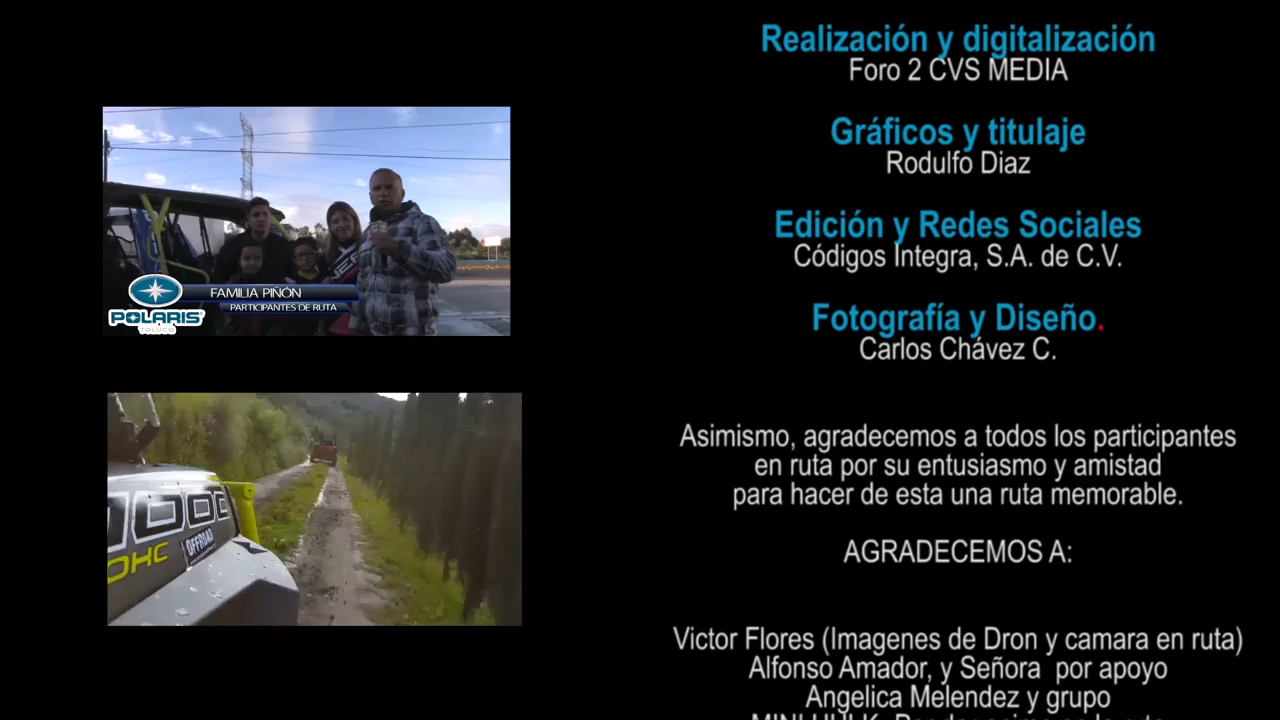 Realización y digitalización
Foro 2 CVS MEDIA
Gráficos y titulaje
Rodulfo Diaz
Edición y Redes Sociales
Códigos Integra, S.A. de C.V.
Fotografía y Diseño.
Carlos Chávez C.
Asimismo, agradecemos a todos los participantes
en ruta por su entusiasmo y amistad
para hacer de esta una ruta memorable.
AGRADECEMOS A:
Victor Flores (Imagenes de Dron y camara en ruta)
Alfonso Amador, y Señora por apoyo
Angelica Melendez y grupo
FAMILIA PIÑÓN
PARTICIPANTES DE RUTA
POLARIS
TOLUCA
OFFROAD